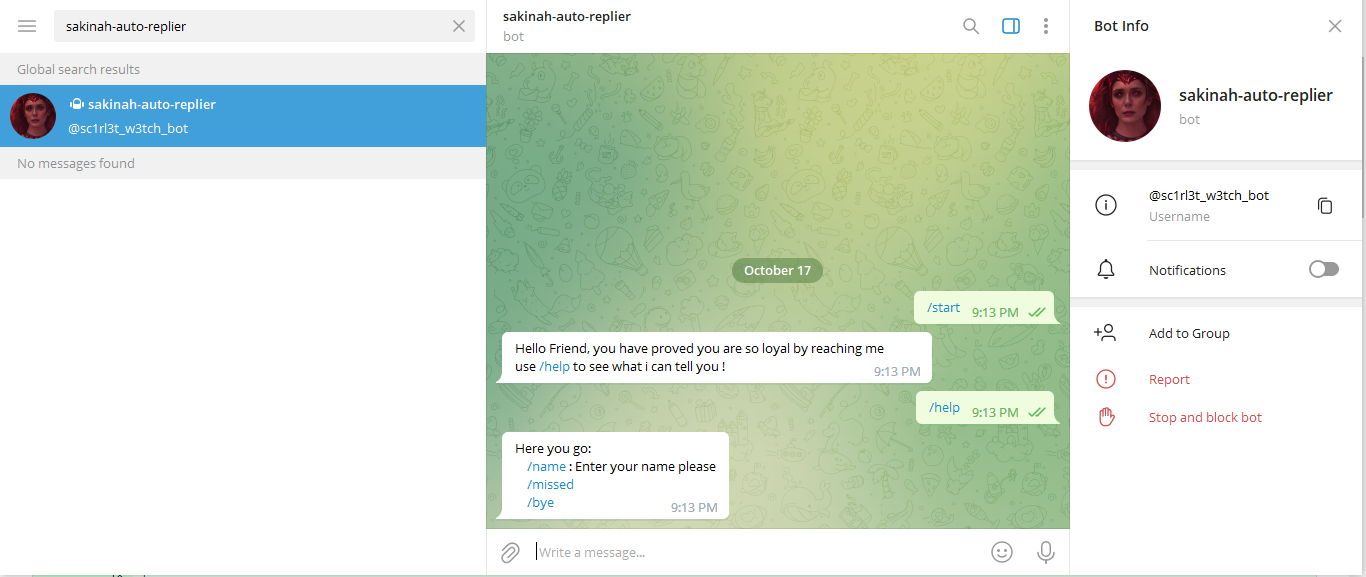 sakinah-auto-replier
Global search results
sakinah-auto-replier
@sc1rl3t_w3tch_bot
No messages found
sakinah-auto-replier
bot
October 17
/start 9:13 PM
Hello Friend, you have proved you are so loyal by reaching me
use /help to see what i can tell you !
9:13 PM
/help 9:13 PM
Here you go:
/name : Enter your name please
/missed
/bye
9:13 PM
Write a message...
Bot Info
sakinah-auto-replier
bot
@sc1rl3t_w3tch_bot
Username
Notifications
Add to Group
Report
Stop and block bot